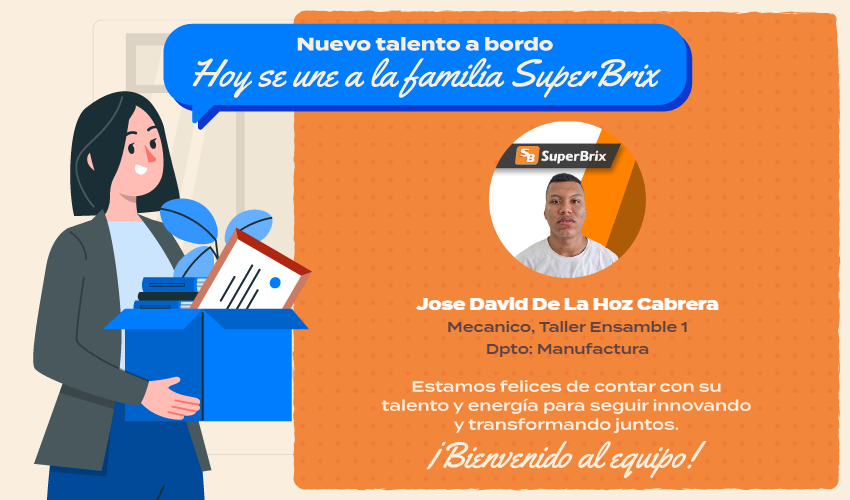 Nuevo talento a bordo
Hoy se une a la familia SuperBrix
SB SuperBrix
Jose David De La Hoz Cabrera
Mecanico, Taller Ensamble 1
Dpto: Manufactura
Estamos felices de contar con su
talento y energía para seguir innovando
y transformando juntos.
¡Bienvenido al equipo!